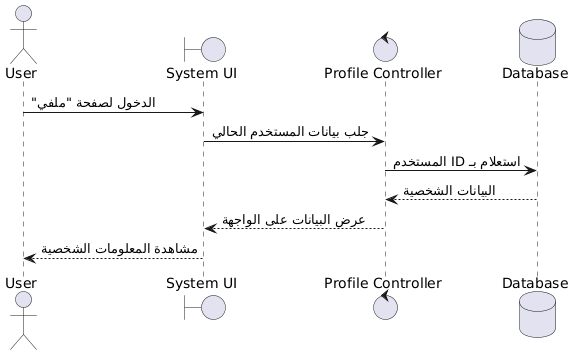 User
System UI
Profile Controller
Database
الدخول لصفحة "ملفي"
جلب بيانات المستخدم الحالي
استعلام بـ ID المستخدم
البيانات الشخصية
عرض البيانات على الواجهة
مشاهدة المعلومات الشخصية
User
System UI
Profile Controller
Database